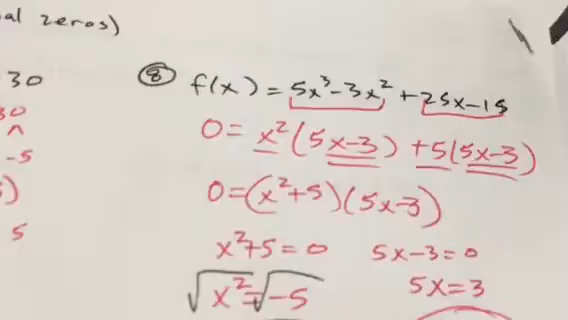 al zeros)
30
30
^
-5
)
5
⑧ f(x) = 5x³-3x² + 25x-15
0 = x²(5x-3) +5(5x-3)
0=(x²+5)(5x-3)
x²+5=0 5x-3=0
√x² = √-5 5x=3